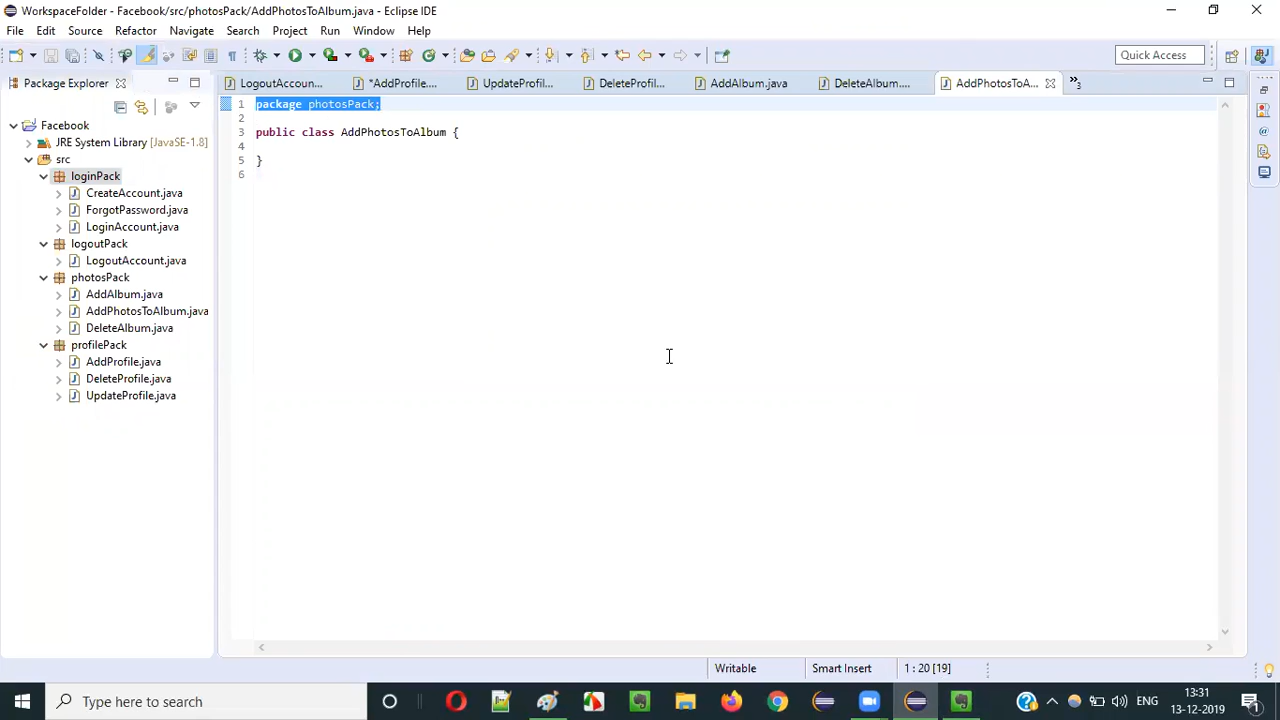 WorkspaceFolder - Facebook/src/photosPack/AddPhotosToAlbum.java - Eclipse IDE
File Edit Source Refactor Navigate Search Project Run Window Help
Quick Access
Package Explorer
LogoutAccoun... *AddProfile.... UpdateProfil... DeleteProfil... AddAlbum.java DeleteAlbum.... AddPhotosToA... »3
1 package photosPack;
2
3 public class AddPhotosToAlbum {
4
5 }
6
Facebook
JRE System Library [JavaSE-1.8]
src
loginPack
CreateAccount.java
ForgotPassword.java
LoginAccount.java
logoutPack
LogoutAccount.java
photosPack
AddAlbum.java
AddPhotosToAlbum.java
DeleteAlbum.java
profilePack
AddProfile.java
DeleteProfile.java
UpdateProfile.java
Writable Smart Insert 1 : 20 [19]
Type here to search
ENG
13:31
13-12-2019
1